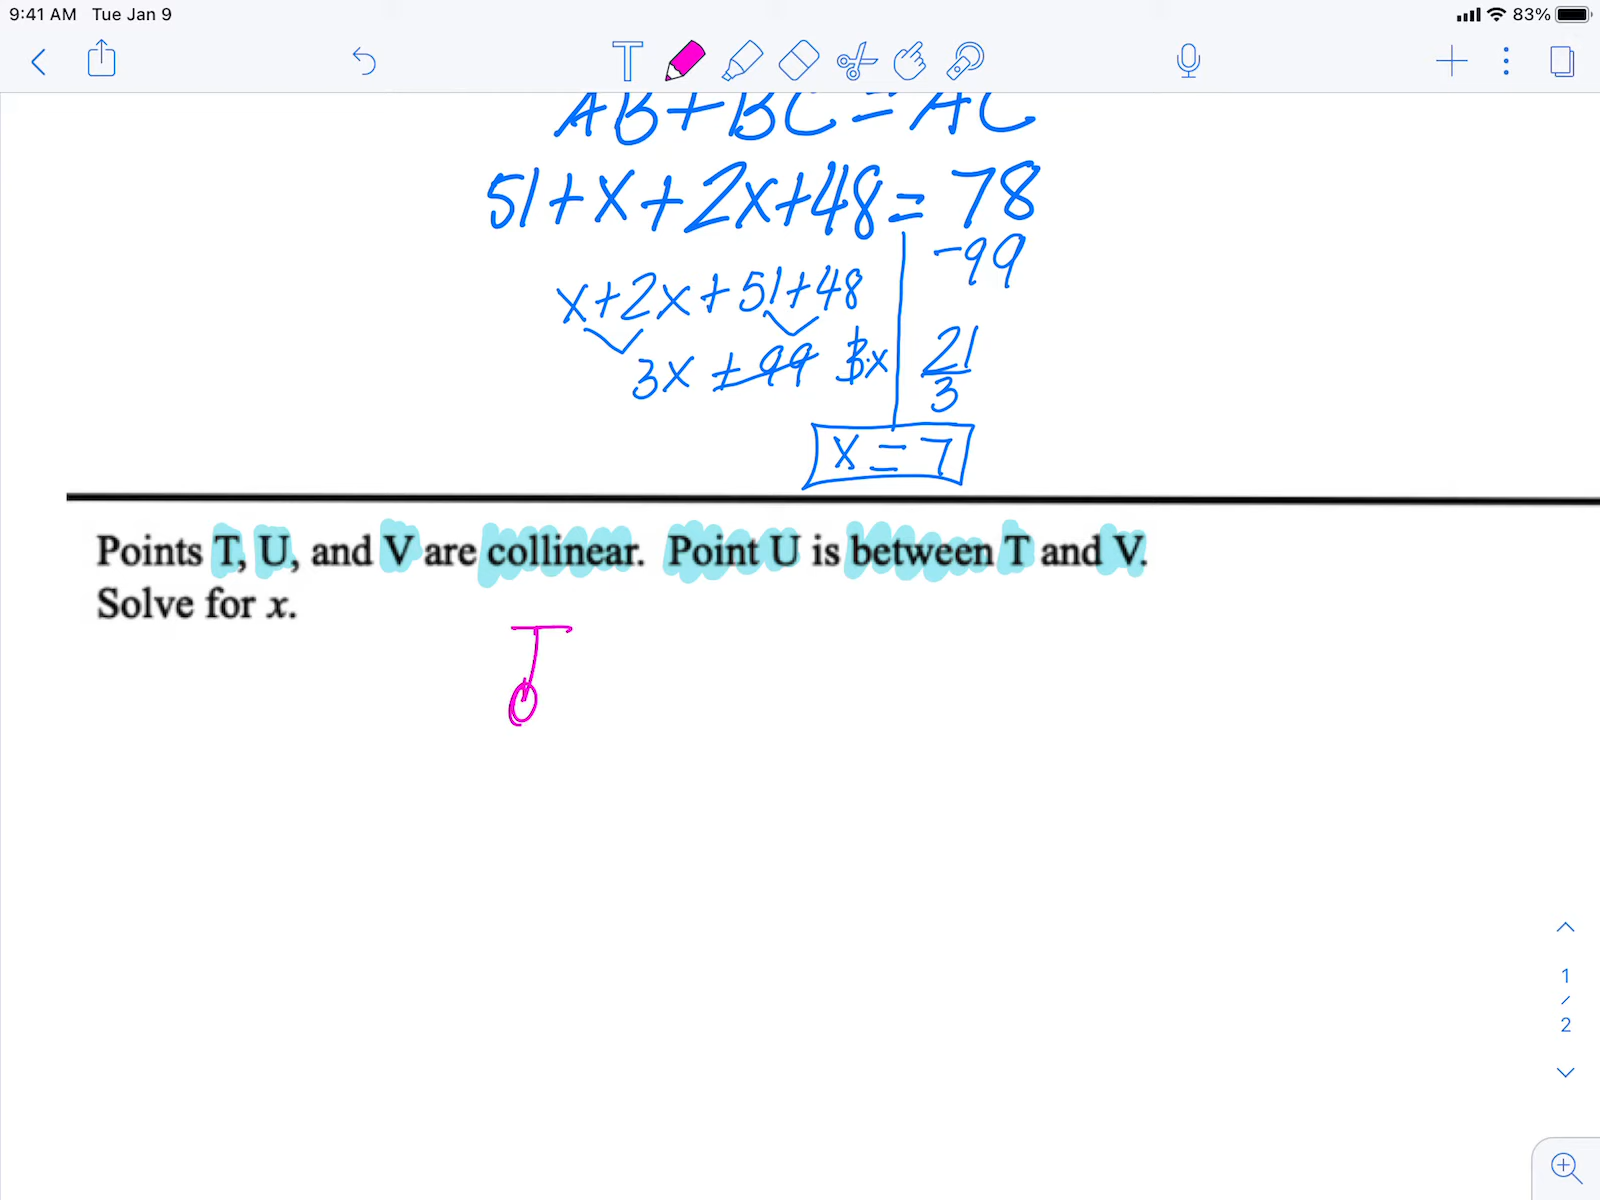 9:41 AM Tue Jan 9 83%
T
AB+BC=AC
51+x+2x+48=78
-99
x+2x+51+48
3x +99 3x 21
3
x=7
Points T, U, and V are collinear. Point U is between T and V.
Solve for x.
T
1
/
2